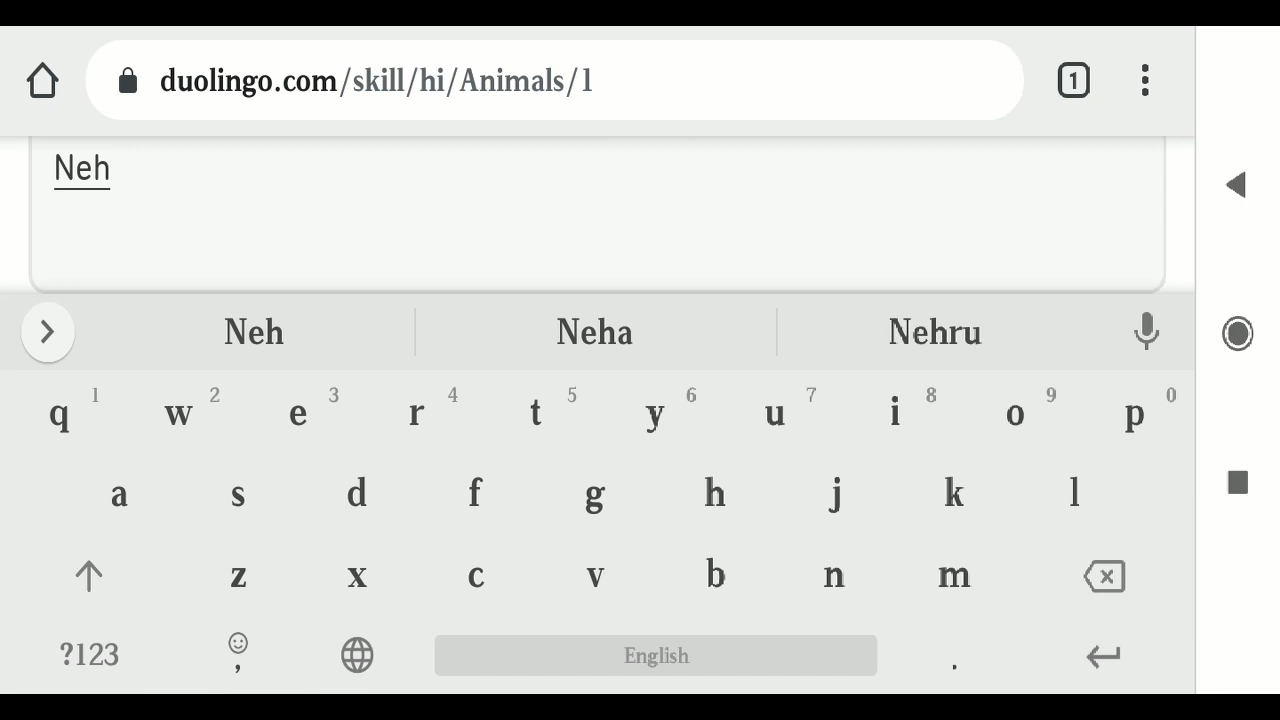 duolingo.com/skill/hi/Animals/1
1
Neh
Neh Neha Nehru
q 1 w 2 e 3 r 4 t 5 y 6 u 7 i 8 o 9 p 0
a s d f g h j k l
z x c v b n m
?123 , English .